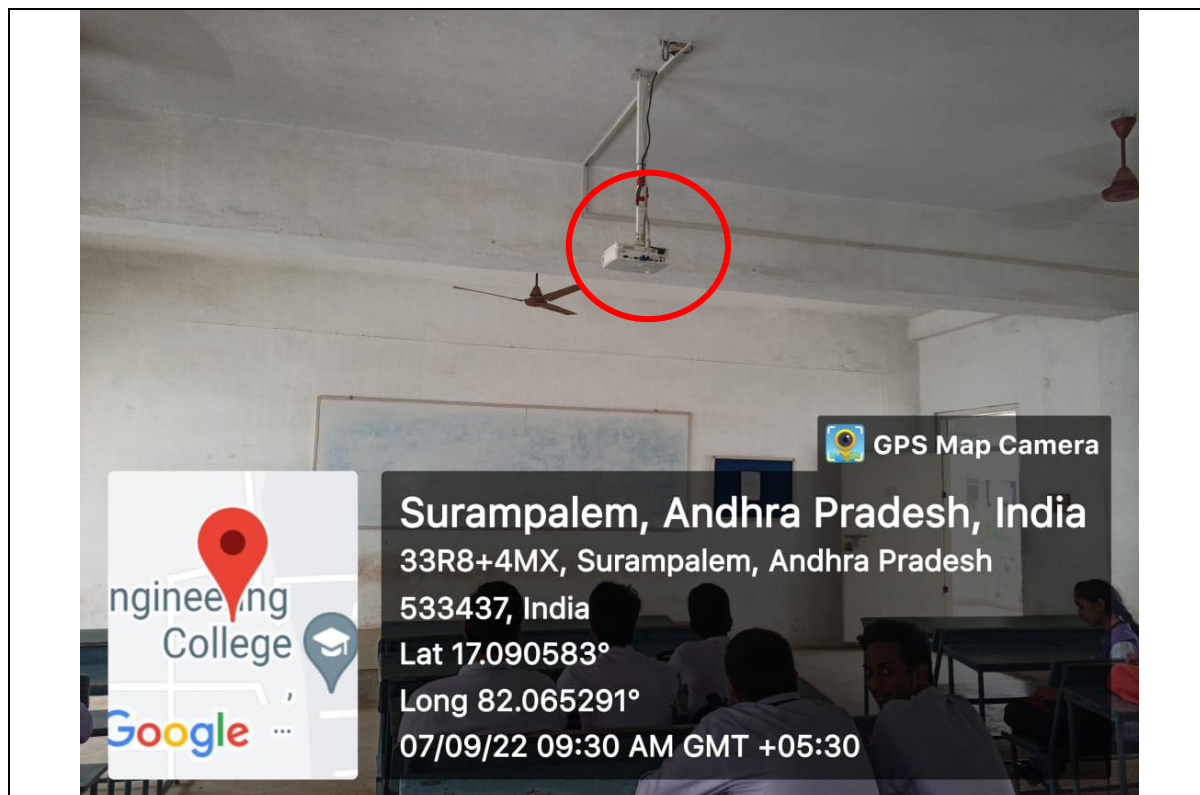 GPS Map Camera
Surampalem, Andhra Pradesh, India
33R8+4MX, Surampalem, Andhra Pradesh
533437, India
Lat 17.090583°
Long 82.065291°
07/09/22 09:30 AM GMT +05:30
College
Google